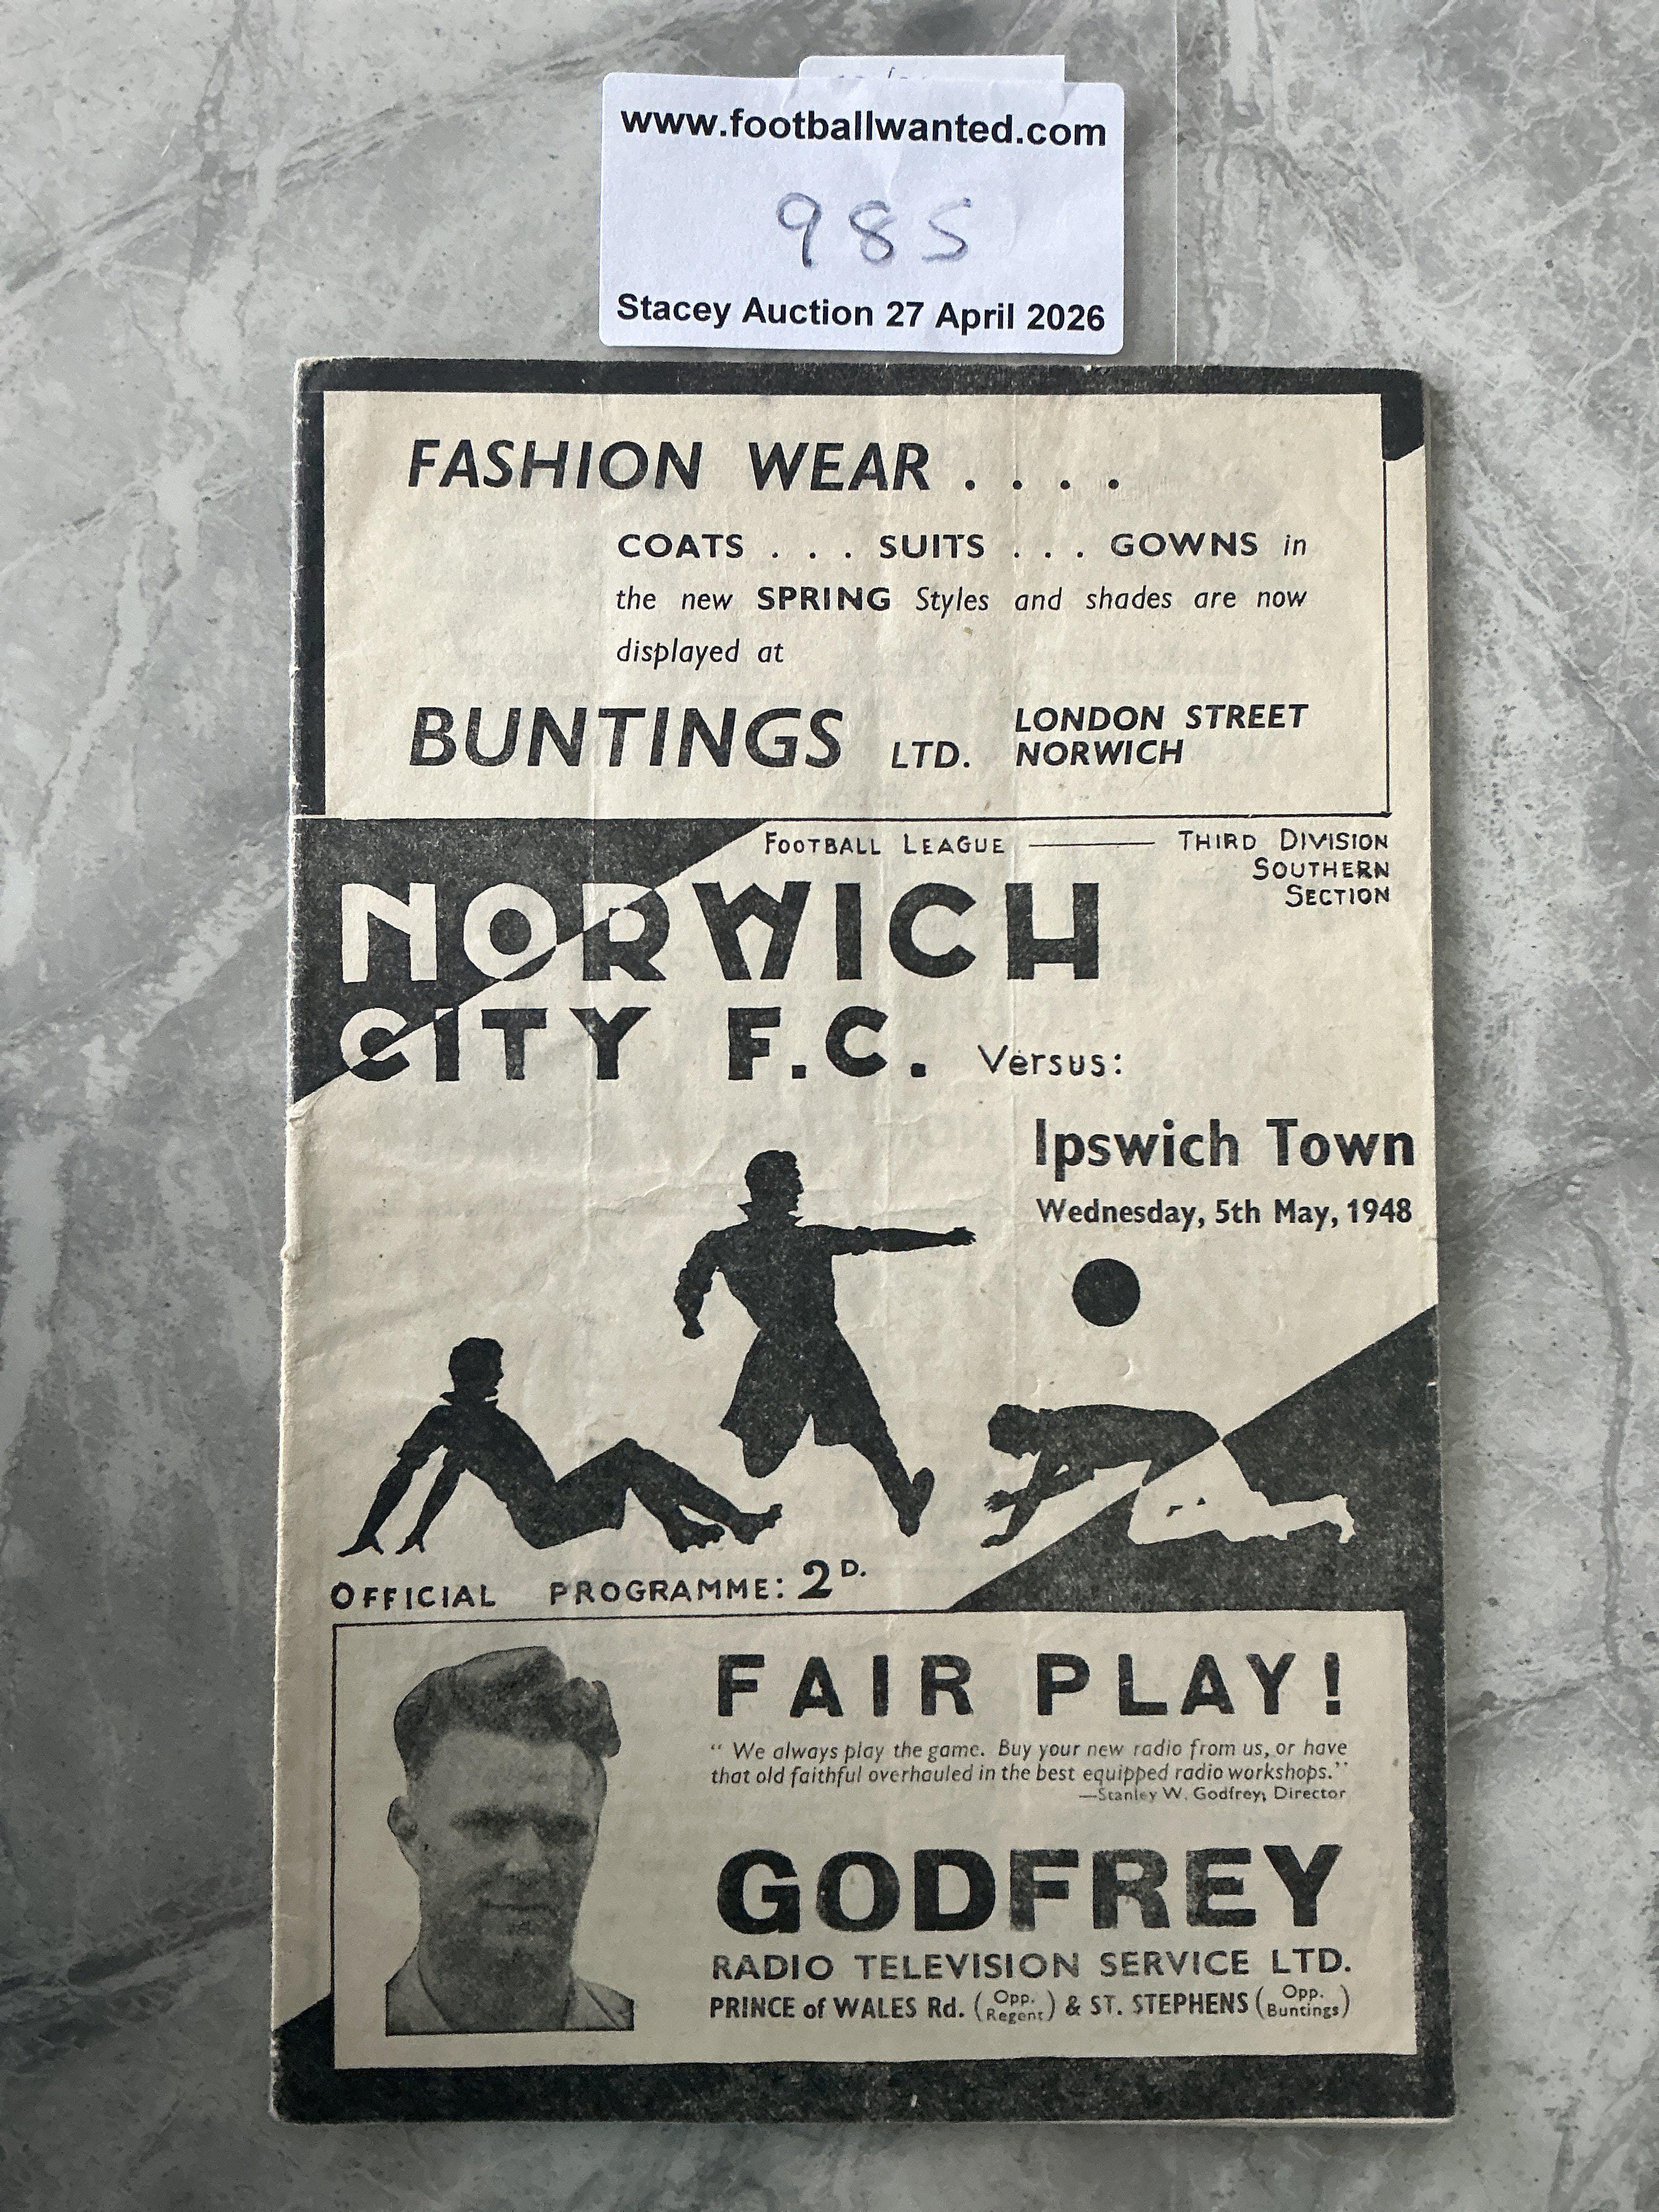 www.footballwanted.com
985
Stacey Auction 27 April 2026
FASHION WEAR . . . .
COATS . . . SUITS . . . GOWNS in
the new SPRING Styles and shades are now
displayed at
BUNTINGS LTD. LONDON STREET
NORWICH
FOOTBALL LEAGUE — THIRD DIVISION
SOUTHERN
SECTION
NORWICH
CITY F.C. Versus:
Ipswich Town
Wednesday, 5th May, 1948
OFFICIAL PROGRAMME: 2D.
FAIR PLAY!
" We always play the game. Buy your new radio from us, or have
that old faithful overhauled in the best equipped radio workshops."
—Stanley W. Godfrey, Director
GODFREY
RADIO TELEVISION SERVICE LTD.
PRINCE of WALES Rd. (Opp. Regent) & ST. STEPHENS (Opp. Buntings)